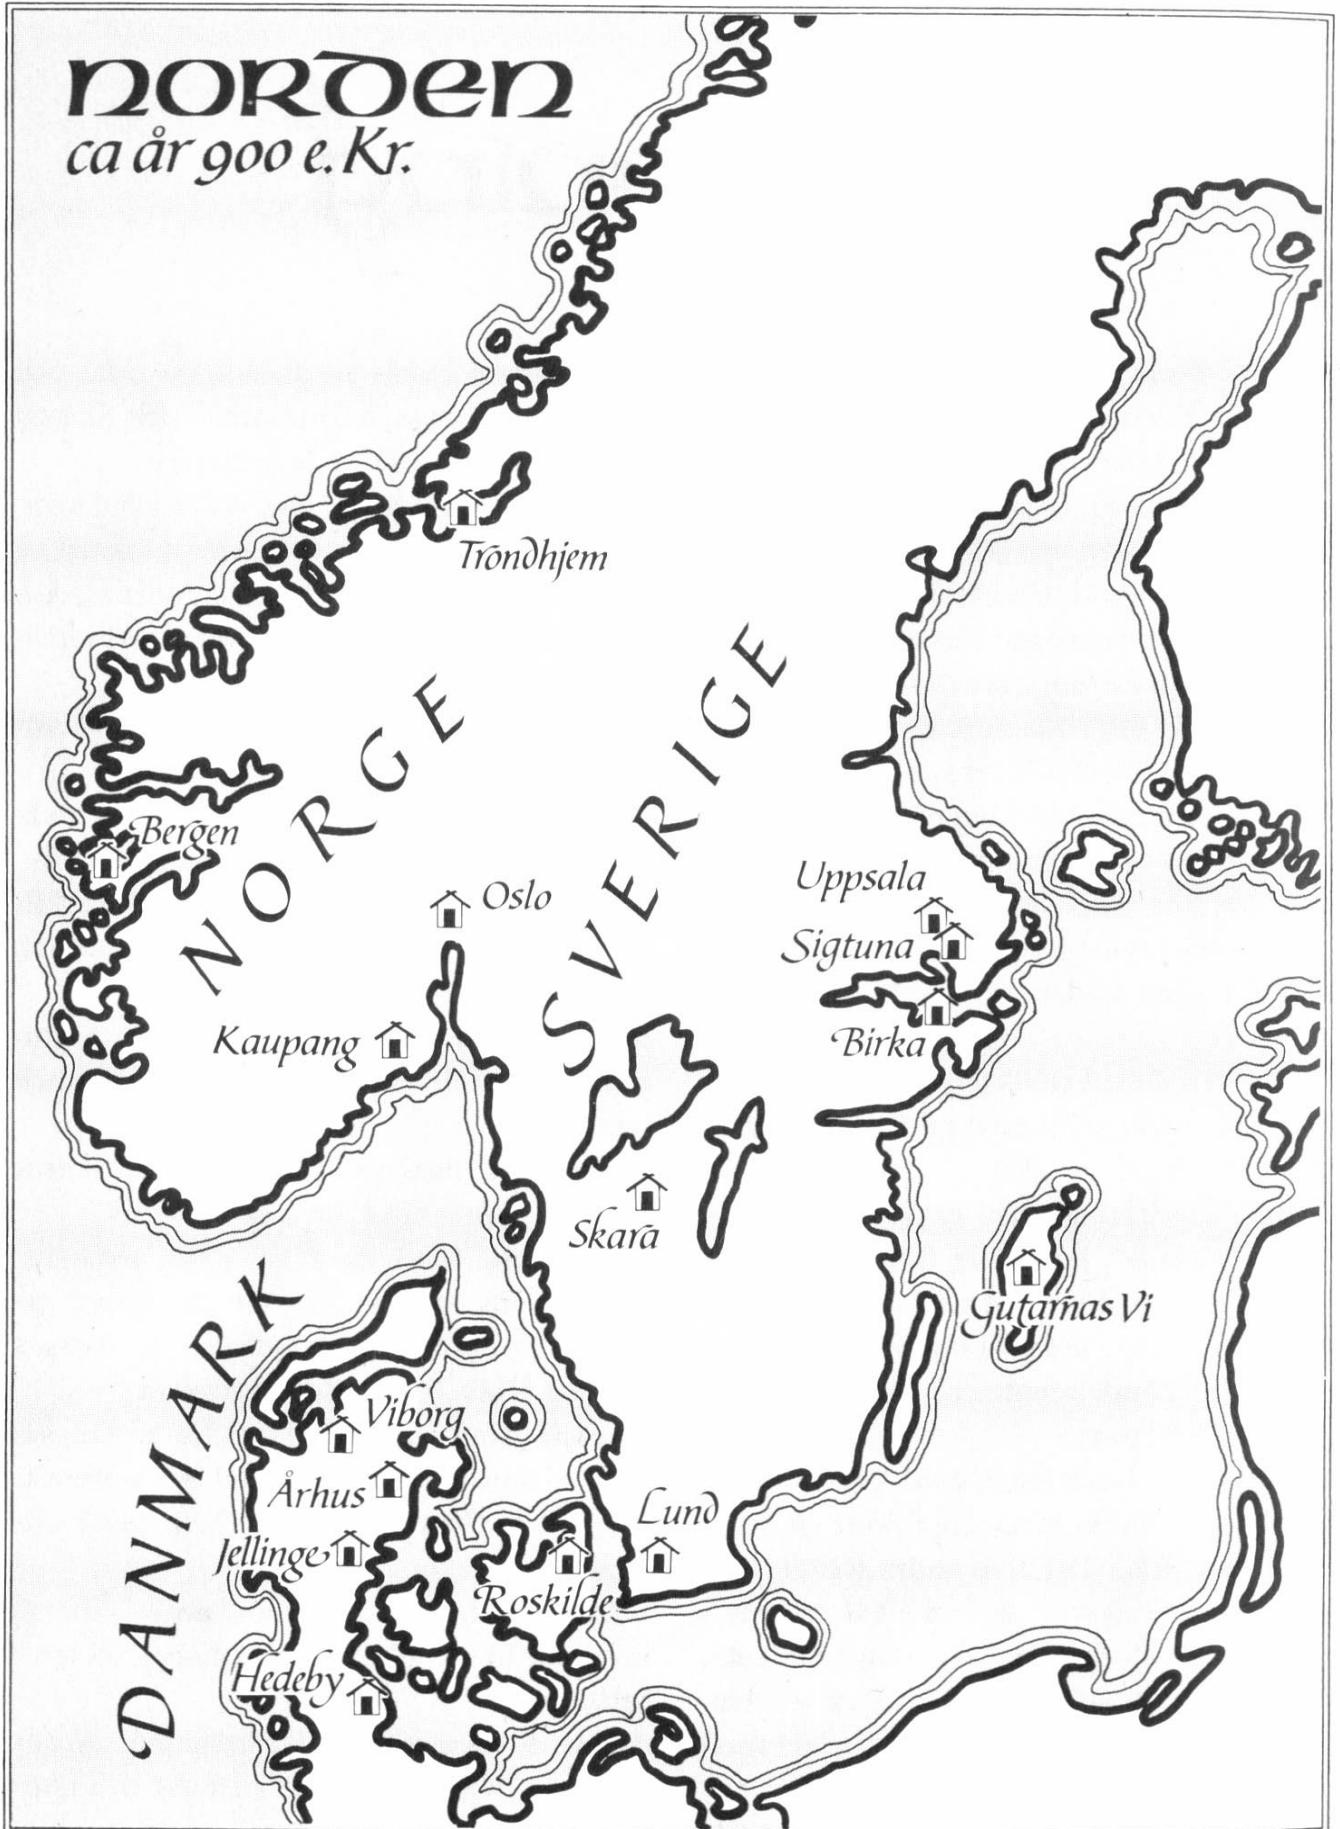 NORDEN
ca år 900 e. Kr.
Trondhjem
NORGE
SVERIGE
Bergen
Uppsala
Oslo
Sigtuna
Kaupang
Birka
Skara
Gutarnas Vi
DANMARK
Viborg
Århus
Lund
Jellinge
Roskilde
Hedeby